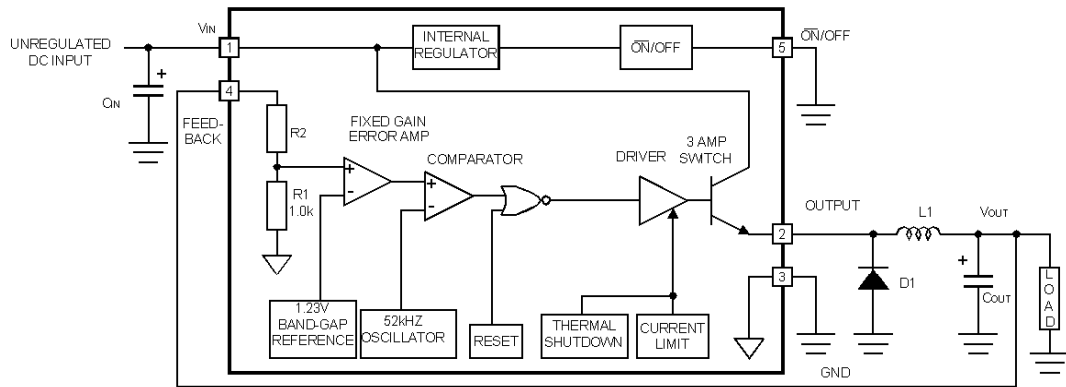 UNREGULATED
DC INPUT
VIN
1
INTERNAL
REGULATOR
ON/OFF
5
ON/OFF
+
CIN
4
FEED-
BACK
R2
R1
1.0k
FIXED GAIN
ERROR AMP
+
-
COMPARATOR
+
-
DRIVER
3 AMP
SWITCH
OUTPUT
2
L1
VOUT
3
D1
+
COUT
LOAD
1.23V
BAND-GAP
REFERENCE
52kHZ
OSCILLATOR
RESET
THERMAL
SHUTDOWN
CURRENT
LIMIT
GND